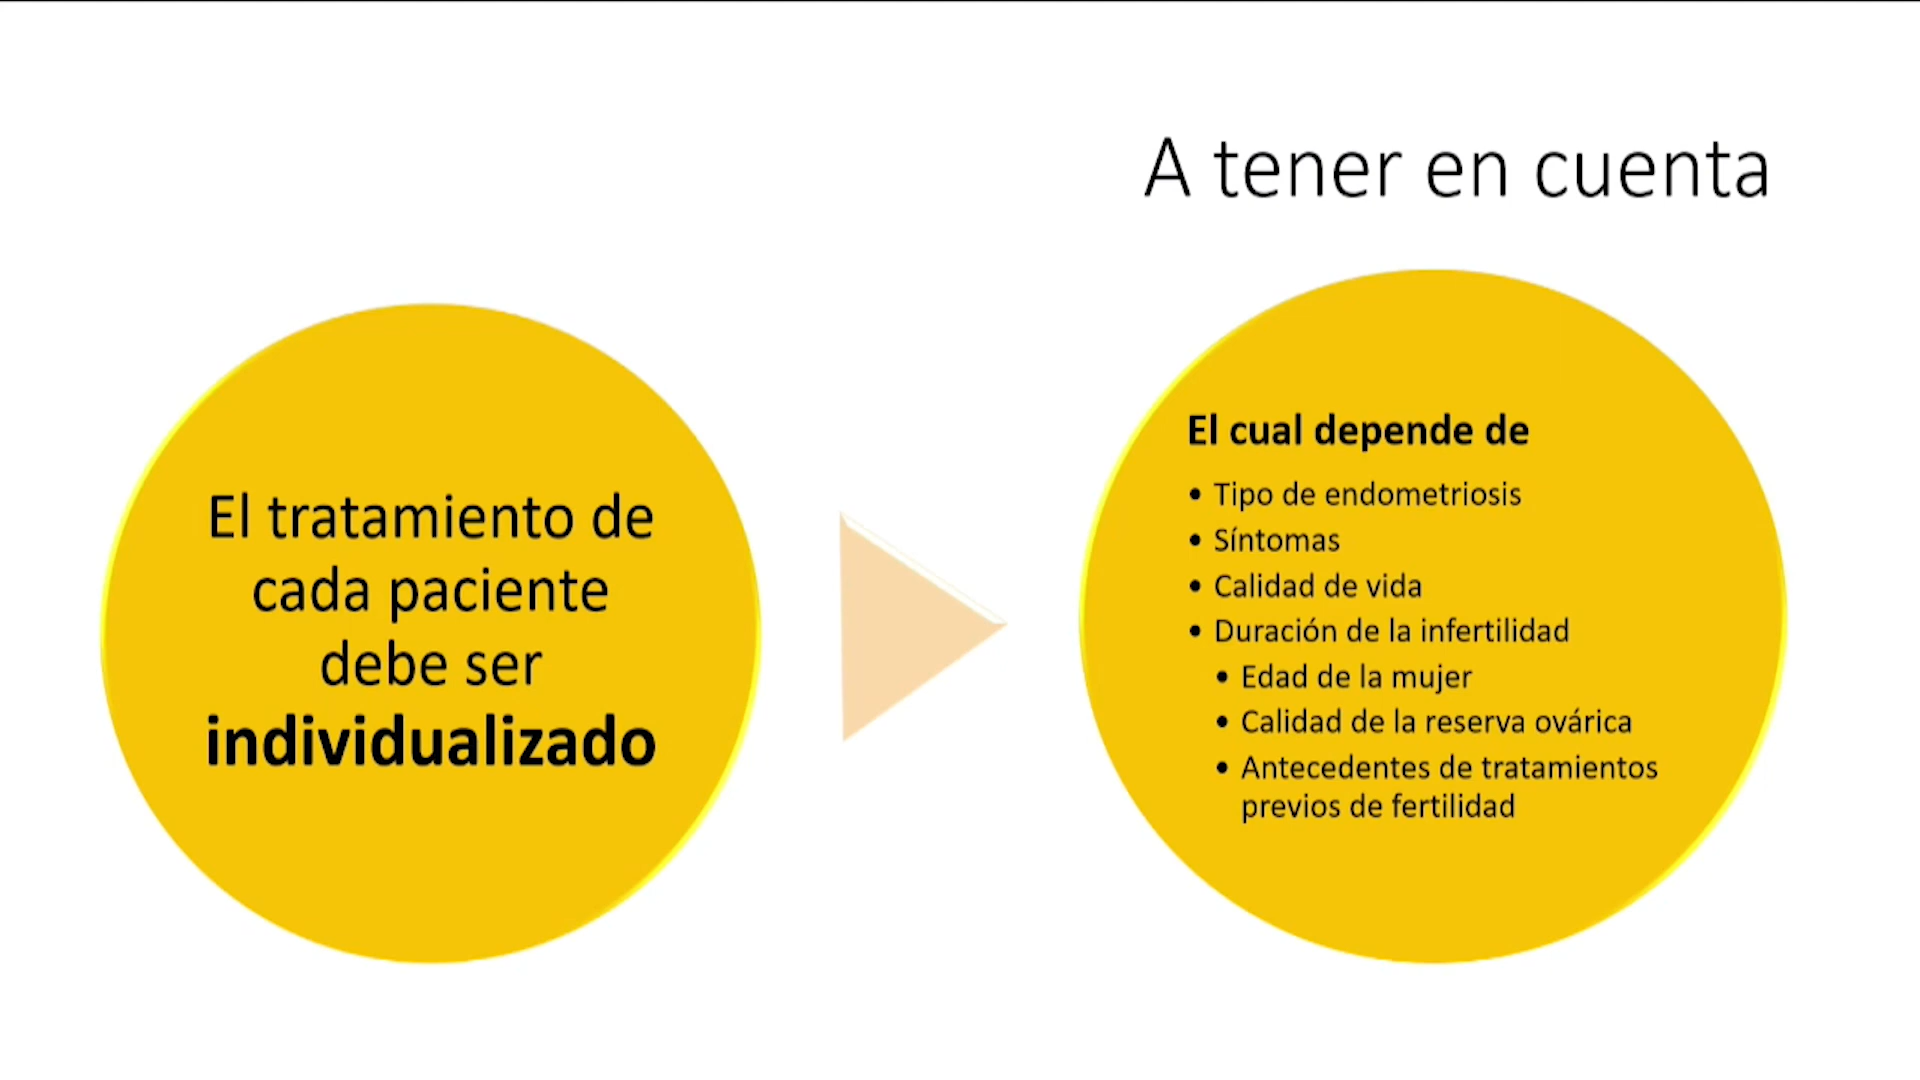 A tener en cuenta
El tratamiento de
cada paciente
debe ser
individualizado
El cual depende de
• Tipo de endometriosis
• Síntomas
• Calidad de vida
• Duración de la infertilidad
• Edad de la mujer
• Calidad de la reserva ovárica
• Antecedentes de tratamientos
previos de fertilidad